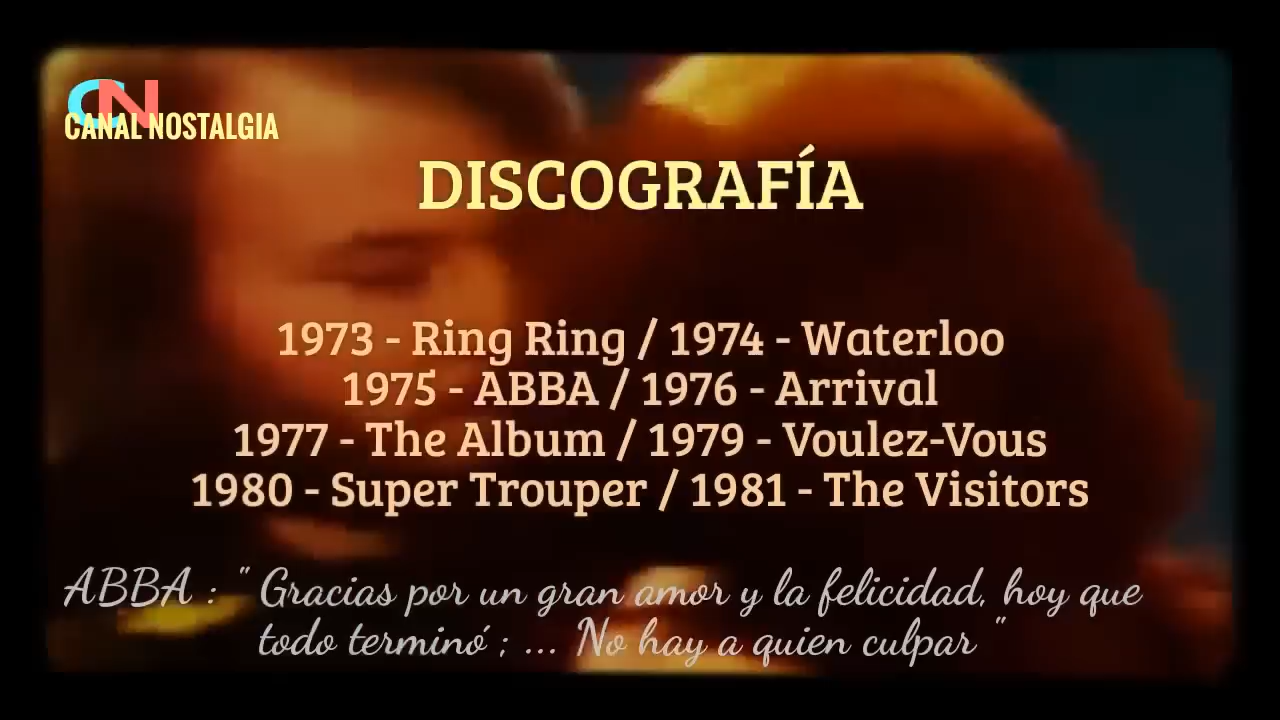 CN
CANAL NOSTALGIA
DISCOGRAFÍA
1973 - Ring Ring / 1974 - Waterloo
1975 - ABBA / 1976 - Arrival
1977 - The Album / 1979 - Voulez-Vous
1980 - Super Trouper / 1981 - The Visitors
ABBA : " Gracias por un gran amor y la felicidad, hoy que
todo terminó ; ... No hay a quien culpar "